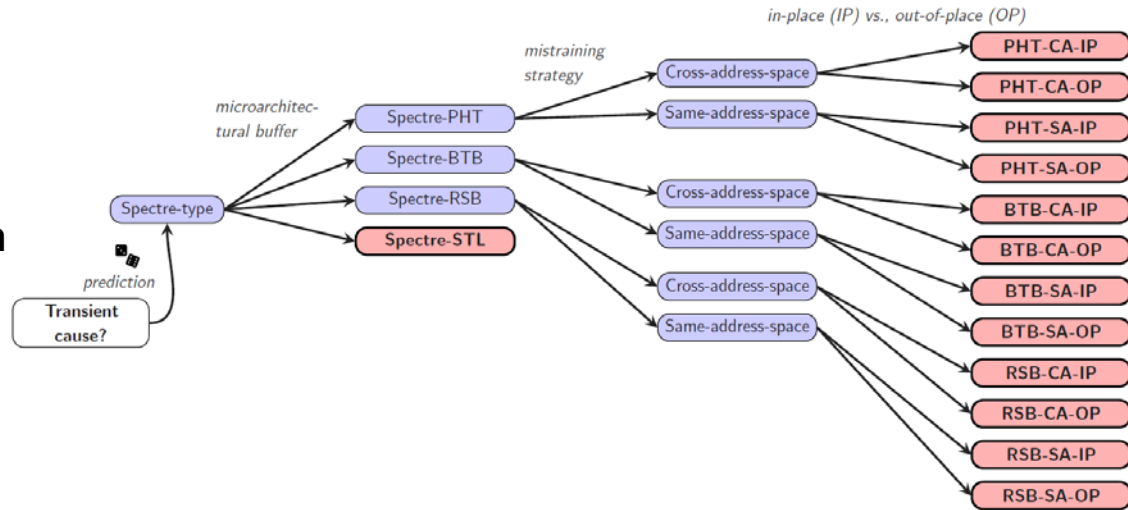 in-place (IP) vs., out-of-place (OP)
mistraining
strategy
microarchitec-
tural buffer
prediction
Transient
cause?
Spectre-type
Spectre-PHT
Spectre-BTB
Spectre-RSB
Spectre-STL
Cross-address-space
Same-address-space
Cross-address-space
Same-address-space
Cross-address-space
Same-address-space
PHT-CA-IP
PHT-CA-OP
PHT-SA-IP
PHT-SA-OP
BTB-CA-IP
BTB-CA-OP
BTB-SA-IP
BTB-SA-OP
RSB-CA-IP
RSB-CA-OP
RSB-SA-IP
RSB-SA-OP